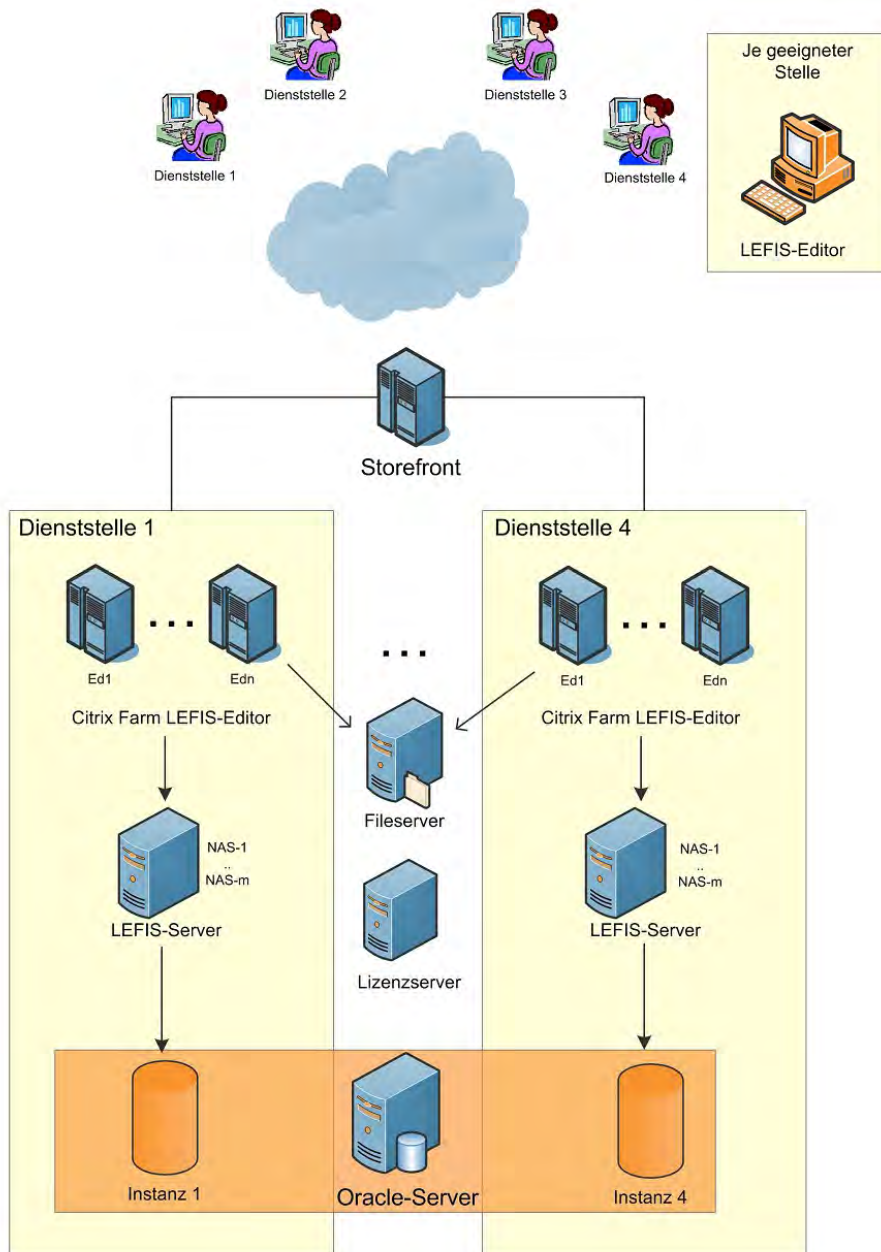 Dienststelle 2
Dienststelle 3
Dienststelle 1
Dienststelle 4
Je geeigneter
Stelle
LEFIS-Editor
Storefront
Dienststelle 1
Ed1
...
Edn
Citrix Farm LEFIS-Editor
NAS-1
..
NAS-m
LEFIS-Server
...
Fileserver
Lizenzserver
Dienststelle 4
Ed1
...
Edn
Citrix Farm LEFIS-Editor
NAS-1
..
NAS-m
LEFIS-Server
Instanz 1
Oracle-Server
Instanz 4